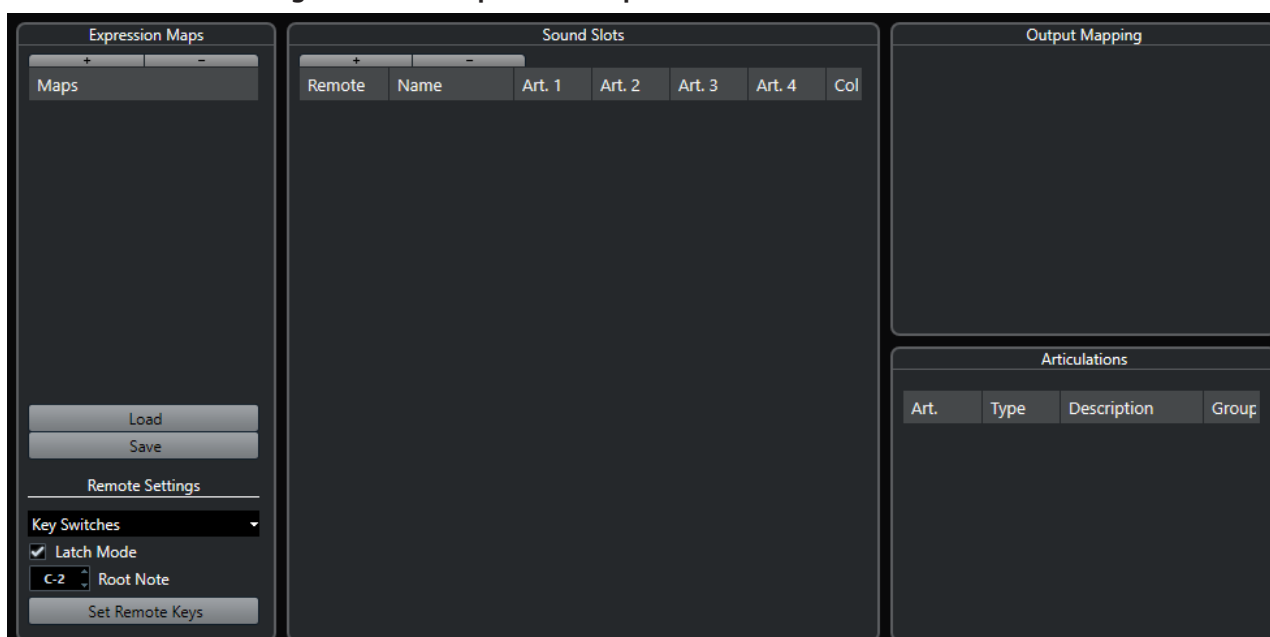 Expression Maps
+ -
Maps
Load
Save
Remote Settings
Key Switches
Latch Mode
C-2 Root Note
Set Remote Keys
Sound Slots
+ -
Remote Name Art. 1 Art. 2 Art. 3 Art. 4 Col
Output Mapping
Articulations
Art. Type Description Group